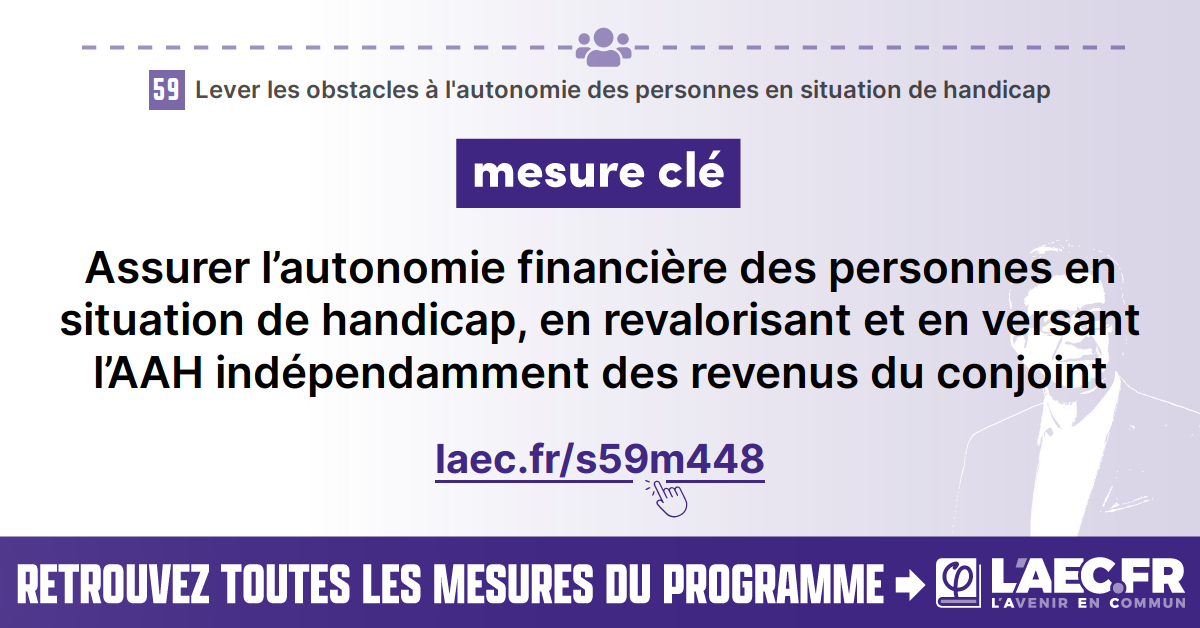 59 Lever les obstacles à l'autonomie des personnes en situation de handicap
mesure clé
Assurer l’autonomie financière des personnes en
situation de handicap, en revalorisant et en versant
l’AAH indépendamment des revenus du conjoint
laec.fr/s59m448
RETROUVEZ TOUTES LES MESURES DU PROGRAMME
L'AEC.FR
L'AVENIR EN COMMUN